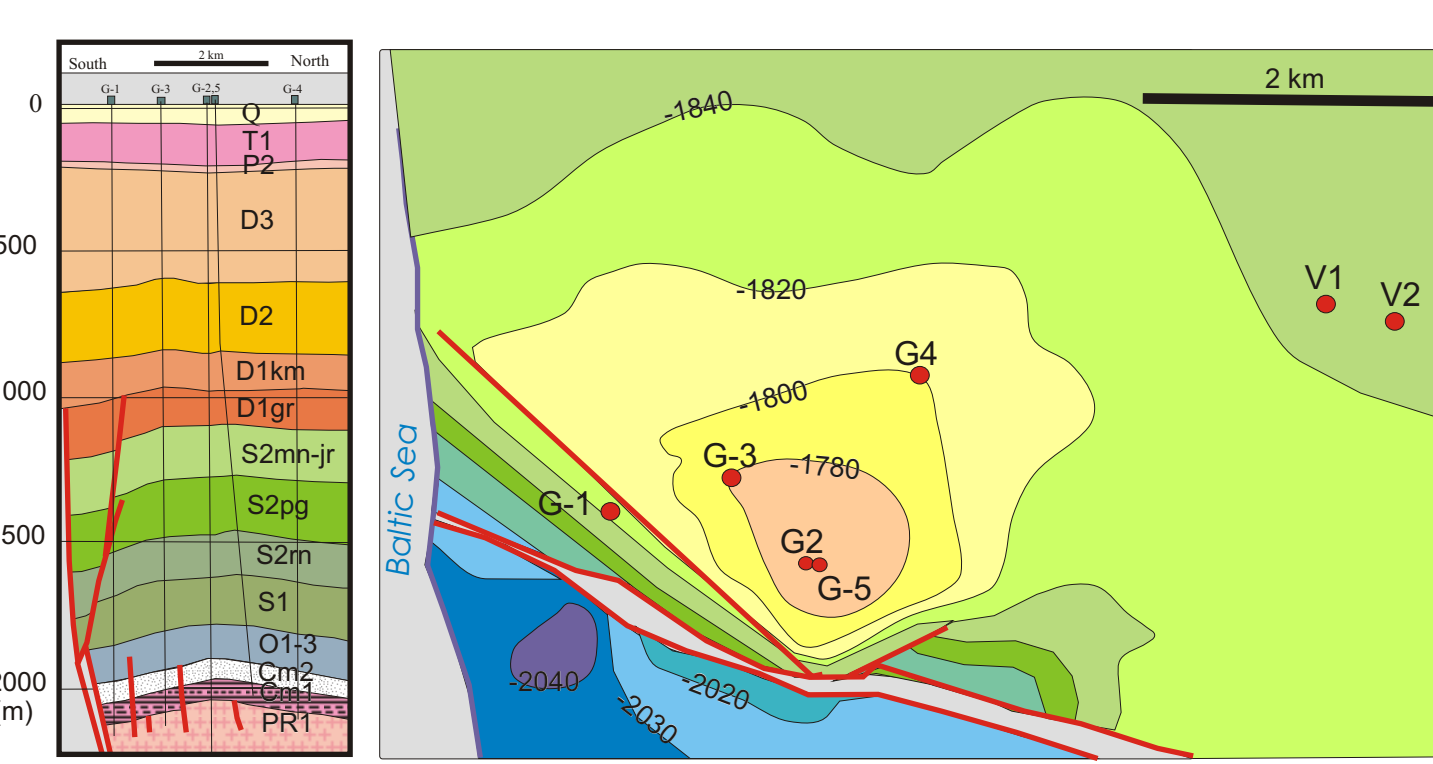 South
2 km
North
G-1
G-3
G-2,5
G-4
0
500
000
500
2000
(m)
Q
T1
P2
D3
D2
D1km
D1gr
S2mn-jr
S2pg
S2rn
S1
O1-3
Cm2
Cm1
PR1
2 km
-1840
-1820
-1800
-1780
V1
V2
G4
G-3
G-1
G2
G-5
Baltic Sea
-2040
-2030
-2020